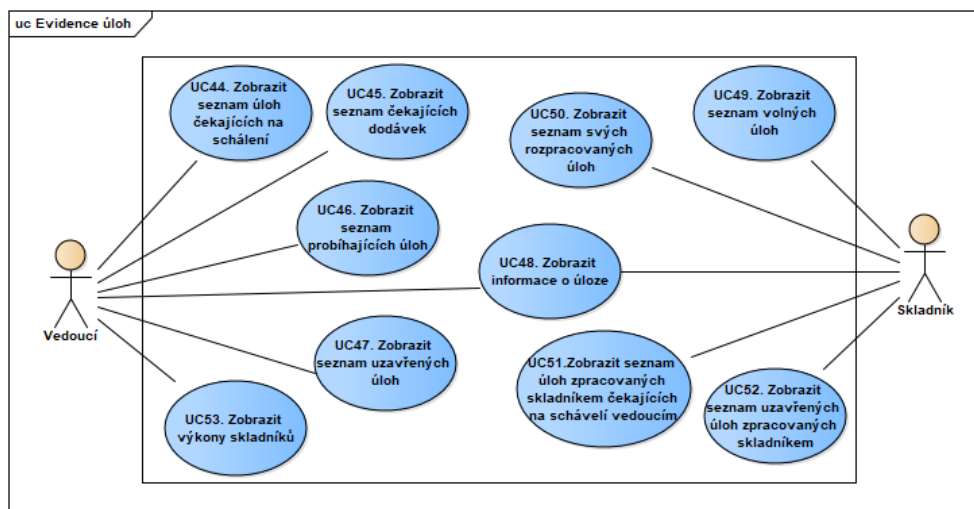 uc Evidence úloh
UC44. Zobrazit
seznam úloh
čekajících na
schálení
UC45. Zobrazit
seznam čekajících
dodávek
UC50. Zobrazit
seznam svých
rozpracovaných
úloh
UC49. Zobrazit
seznam volných
úloh
UC46. Zobrazit
seznam
probíhajících úloh
UC48. Zobrazit
informace o úloze
Vedoucí
Skladník
UC47. Zobrazit
seznam uzavřených
úloh
UC51.Zobrazit seznam
úloh zpracovaných
skladníkem čekajících
na schávelí vedoucím
UC52. Zobrazit
seznam uzavřených
úloh zpracovaných
skladníkem
UC53. Zobrazit
výkony skladníků